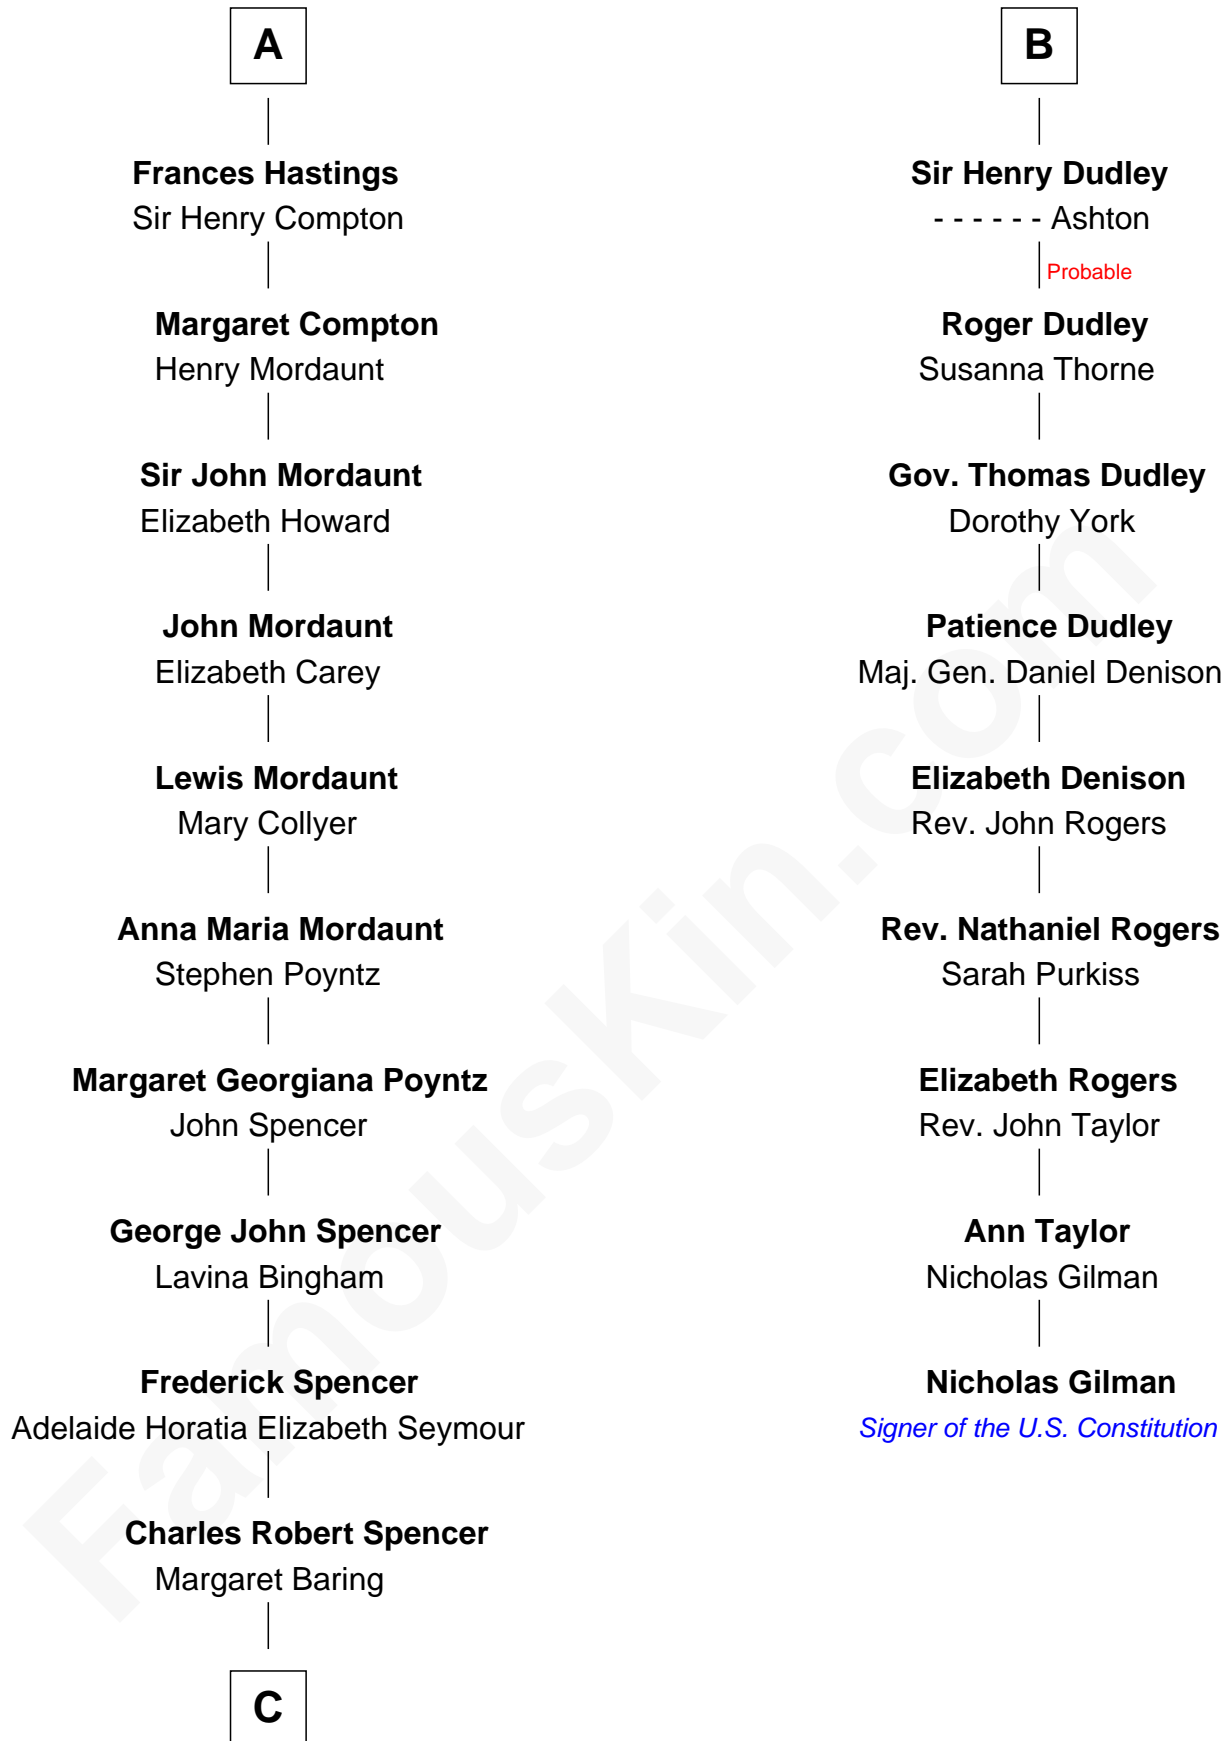 A
Frances Hastings
Sir Henry Compton
Margaret Compton
Henry Mordaunt
Sir John Mordaunt
Elizabeth Howard
John Mordaunt
Elizabeth Carey
Lewis Mordaunt
Mary Collyer
Anna Maria Mordaunt
Stephen Poyntz
Margaret Georgiana Poyntz
John Spencer
George John Spencer
Lavina Bingham
Frederick Spencer
Adelaide Horatia Elizabeth Seymour
Charles Robert Spencer
Margaret Baring
C
B
Sir Henry Dudley
- - - - - - Ashton
Probable
Roger Dudley
Susanna Thorne
Gov. Thomas Dudley
Dorothy York
Patience Dudley
Maj. Gen. Daniel Denison
Elizabeth Denison
Rev. John Rogers
Rev. Nathaniel Rogers
Sarah Purkiss
Elizabeth Rogers
Rev. John Taylor
Ann Taylor
Nicholas Gilman
Nicholas Gilman
Signer of the U.S. Constitution
FamousKin.com